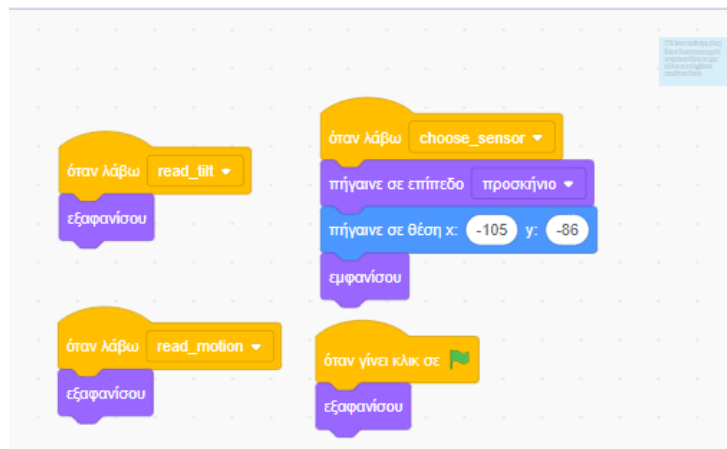 όταν λάβω read_tilt
εξαφανίσου
όταν λάβω choose_sensor
πήγαινε σε επίπεδο προσκήνιο
πήγαινε σε θέση x: -105 y: -86
εμφανίσου
όταν λάβω read_motion
εξαφανίσου
όταν γίνει κλικ σε
εξαφανίσου